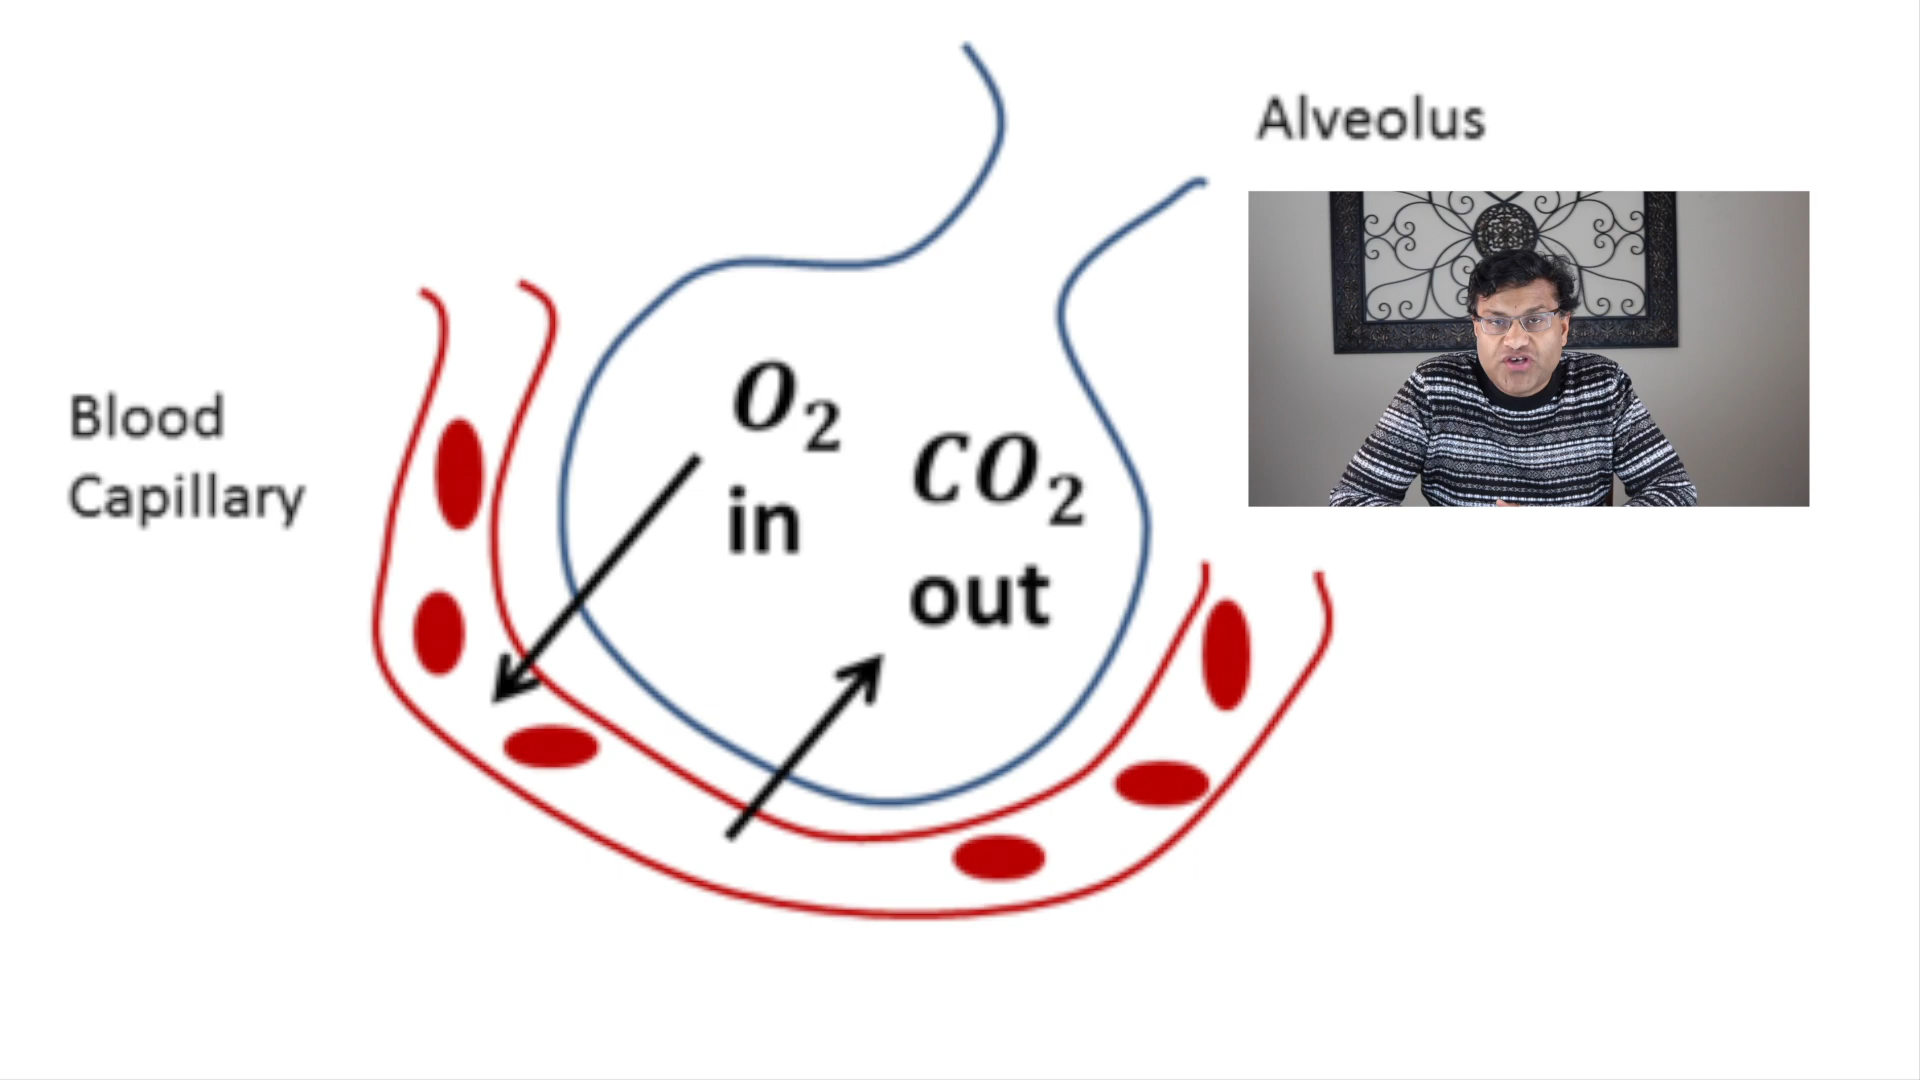 Alveolus
Blood
Capillary
O₂
in
CO₂
out